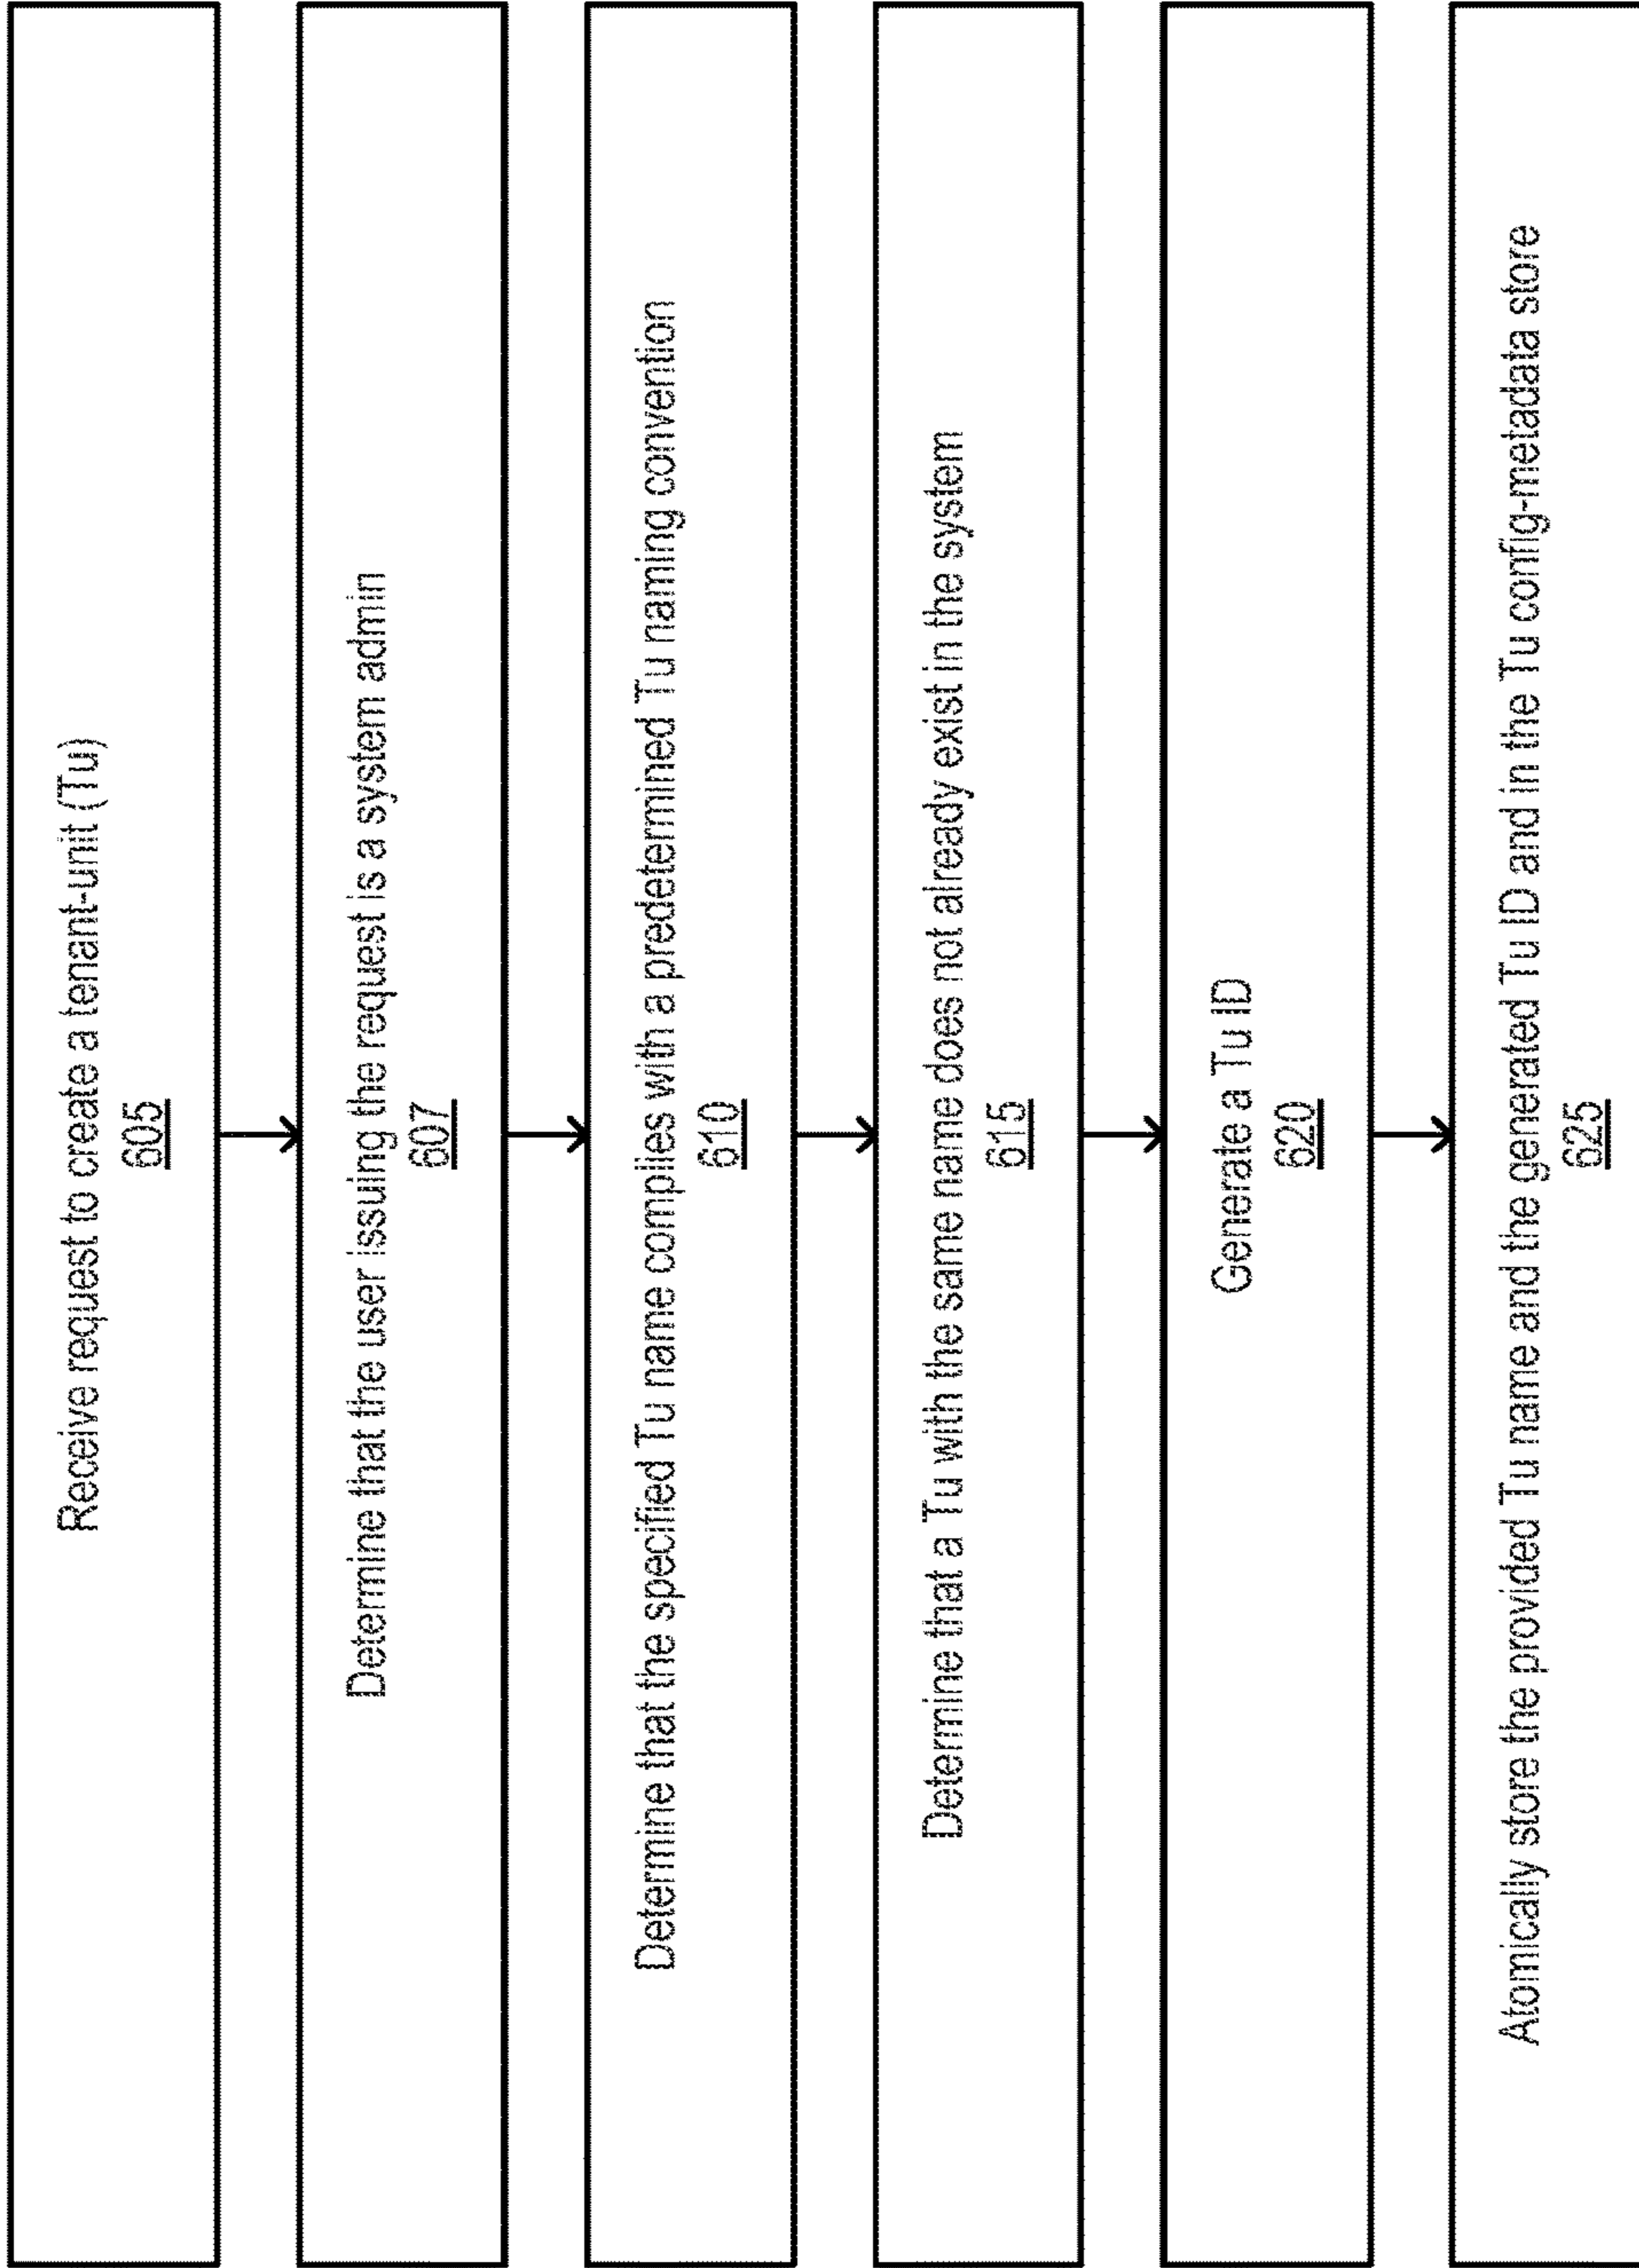 Receive request to create a tenant-unit (Tu)
605
Determine that the user issuing the request is a system admin
607
Determine that the specified Tu name complies with a predetermined Tu naming convention
610
Determine that a Tu with the same name does not already exist in the system
615
Generate a Tu ID
620
Atomically store the provided Tu name and the generated Tu ID and in the Tu config-metadata store
625